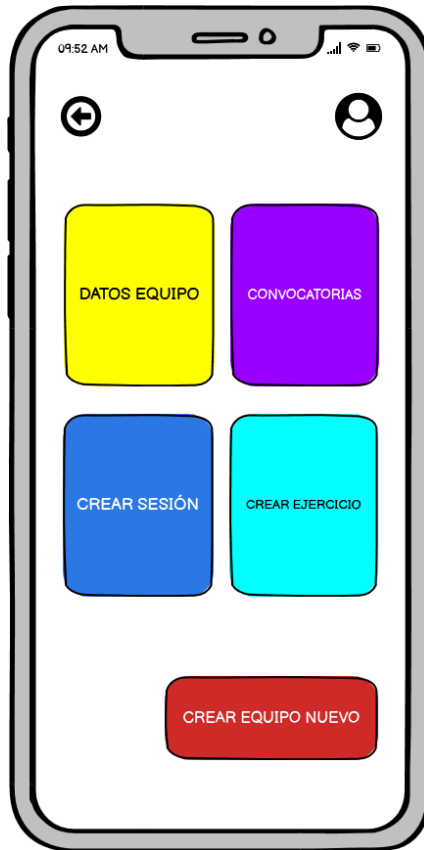 09:52 AM
DATOS EQUIPO
CONVOCATORIAS
CREAR SESIÓN
CREAR EJERCICIO
CREAR EQUIPO NUEVO